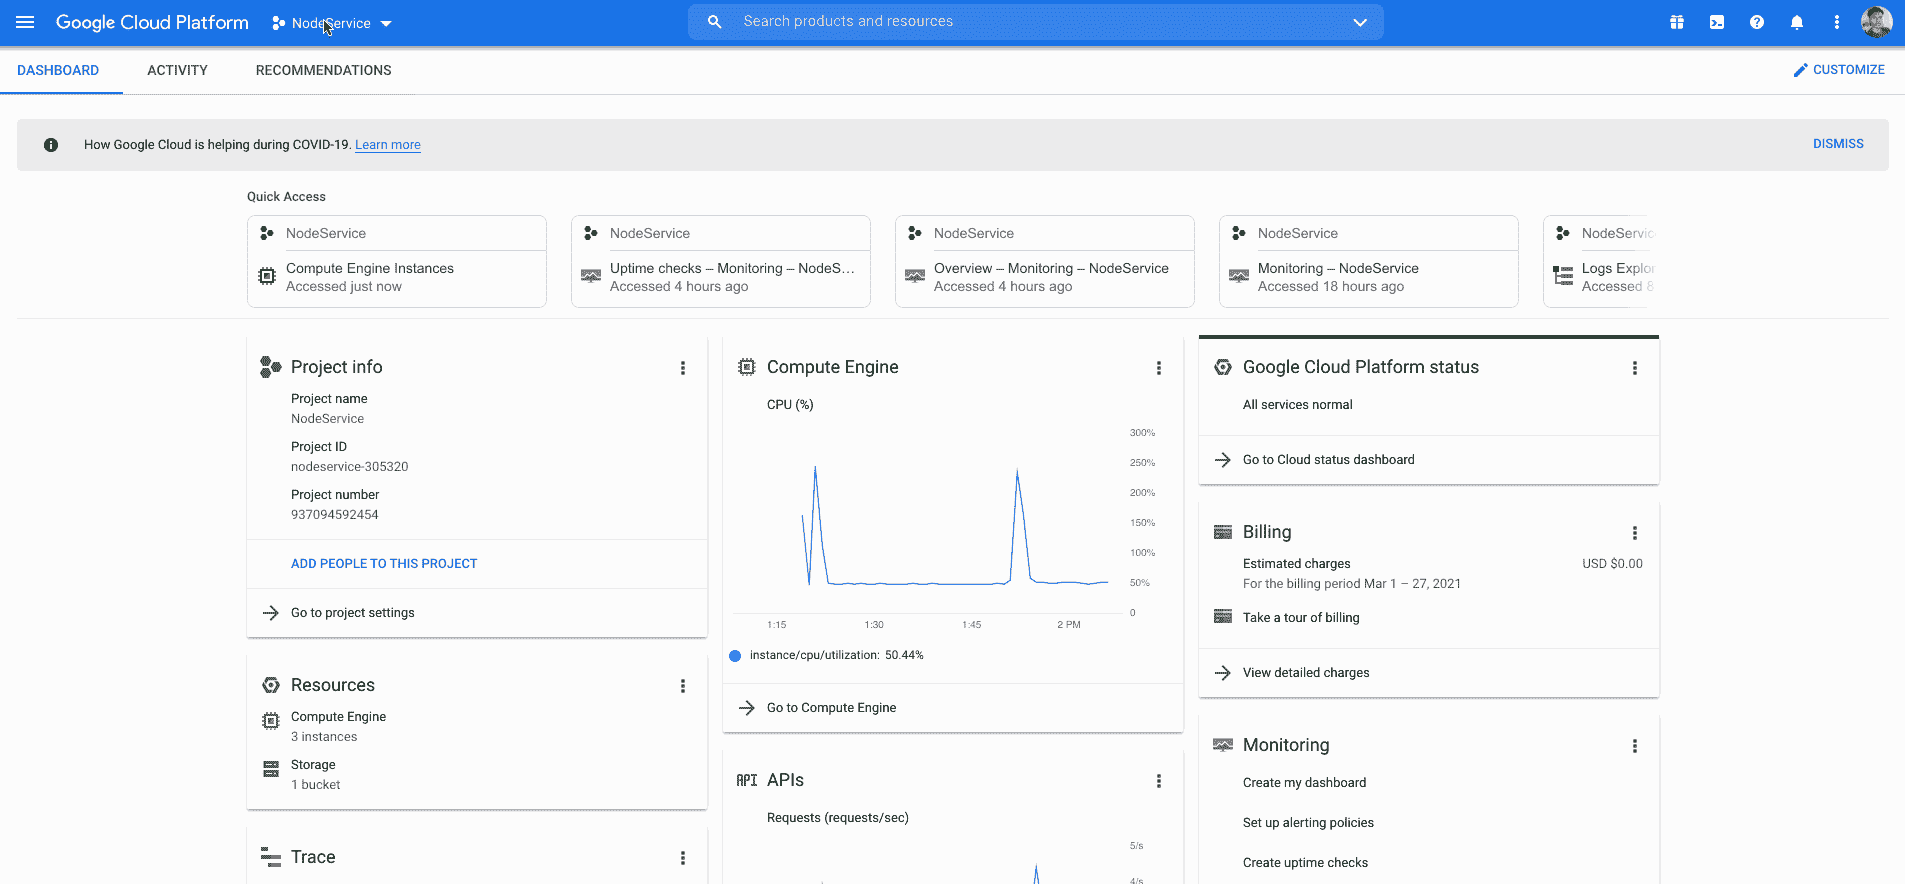 Google Cloud Platform NodeService Search products and resources
DASHBOARD ACTIVITY RECOMMENDATIONS CUSTOMIZE
How Google Cloud is helping during COVID-19. Learn more DISMISS
Quick Access
NodeService
Compute Engine Instances
Accessed just now
NodeService
Uptime checks – Monitoring – NodeS…
Accessed 4 hours ago
NodeService
Overview – Monitoring – NodeService
Accessed 4 hours ago
NodeService
Monitoring – NodeService
Accessed 18 hours ago
NodeServic
Logs Explor
Accessed 8
Project info
Project name
NodeService
Project ID
nodeservice-305320
Project number
937094592454
ADD PEOPLE TO THIS PROJECT
Go to project settings
Resources
Compute Engine
3 instances
Storage
1 bucket
Trace
Compute Engine
CPU (%)
300%
250%
200%
150%
100%
50%
0
1:15 1:30 1:45 2 PM
instance/cpu/utilization: 50.44%
Go to Compute Engine
API APIs
Requests (requests/sec)
5/s
4/s
Google Cloud Platform status
All services normal
Go to Cloud status dashboard
Billing
Estimated charges USD $0.00
For the billing period Mar 1 – 27, 2021
Take a tour of billing
View detailed charges
Monitoring
Create my dashboard
Set up alerting policies
Create uptime checks